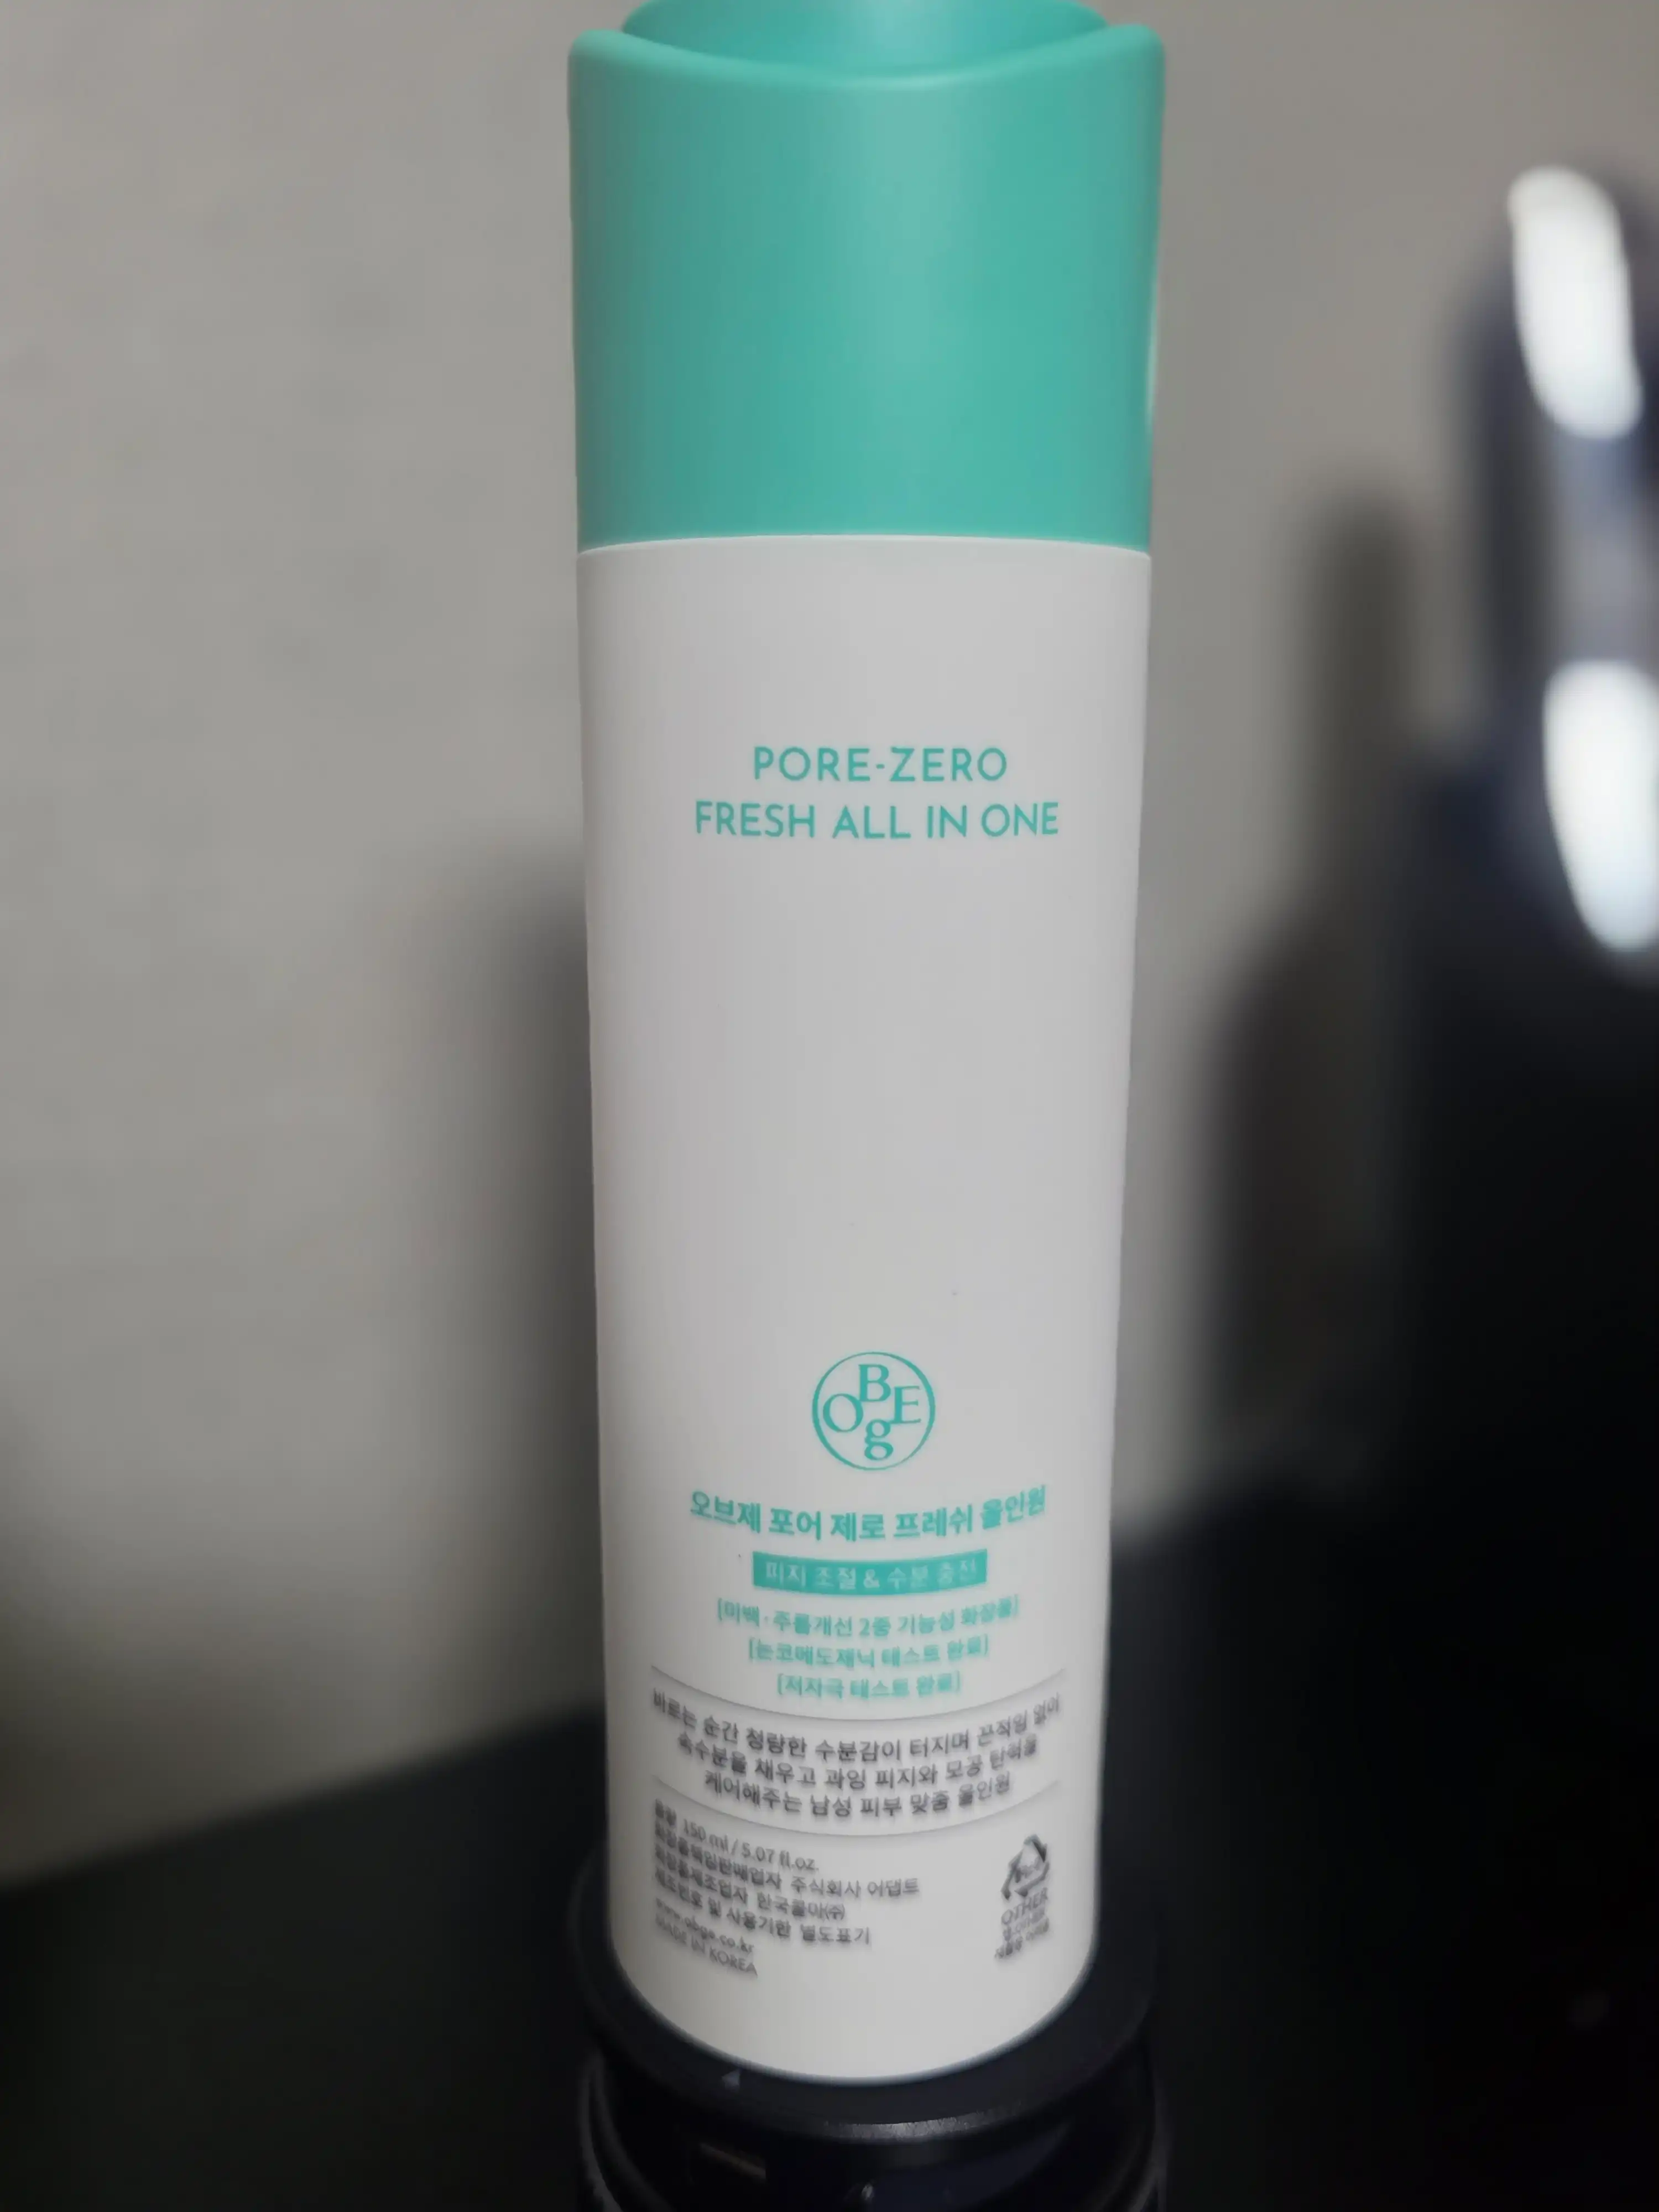 PORE-ZERO
FRESH ALL IN ONE
OBgE
오브제 포어 제로 프레쉬 올인원
피지 조절 & 수분 충전
[미백·주름개선 2중 기능성 화장품]
[논코메도제닉 테스트 완료]
[저자극 테스트 완료]
바르는 순간 청량한 수분감이 터지며 끈적임 없이
속수분을 채우고 과잉 피지와 모공 탄력을
케어해주는 남성 피부 맞춤 올인원
용량 150 ml / 5.07 fl.oz.
화장품책임판매업자 주식회사 어댑트
화장품제조업자 한국콜마(주)
제조번호 및 사용기한 별도표기
www.obge.co.kr
MADE IN KOREA
OTHER